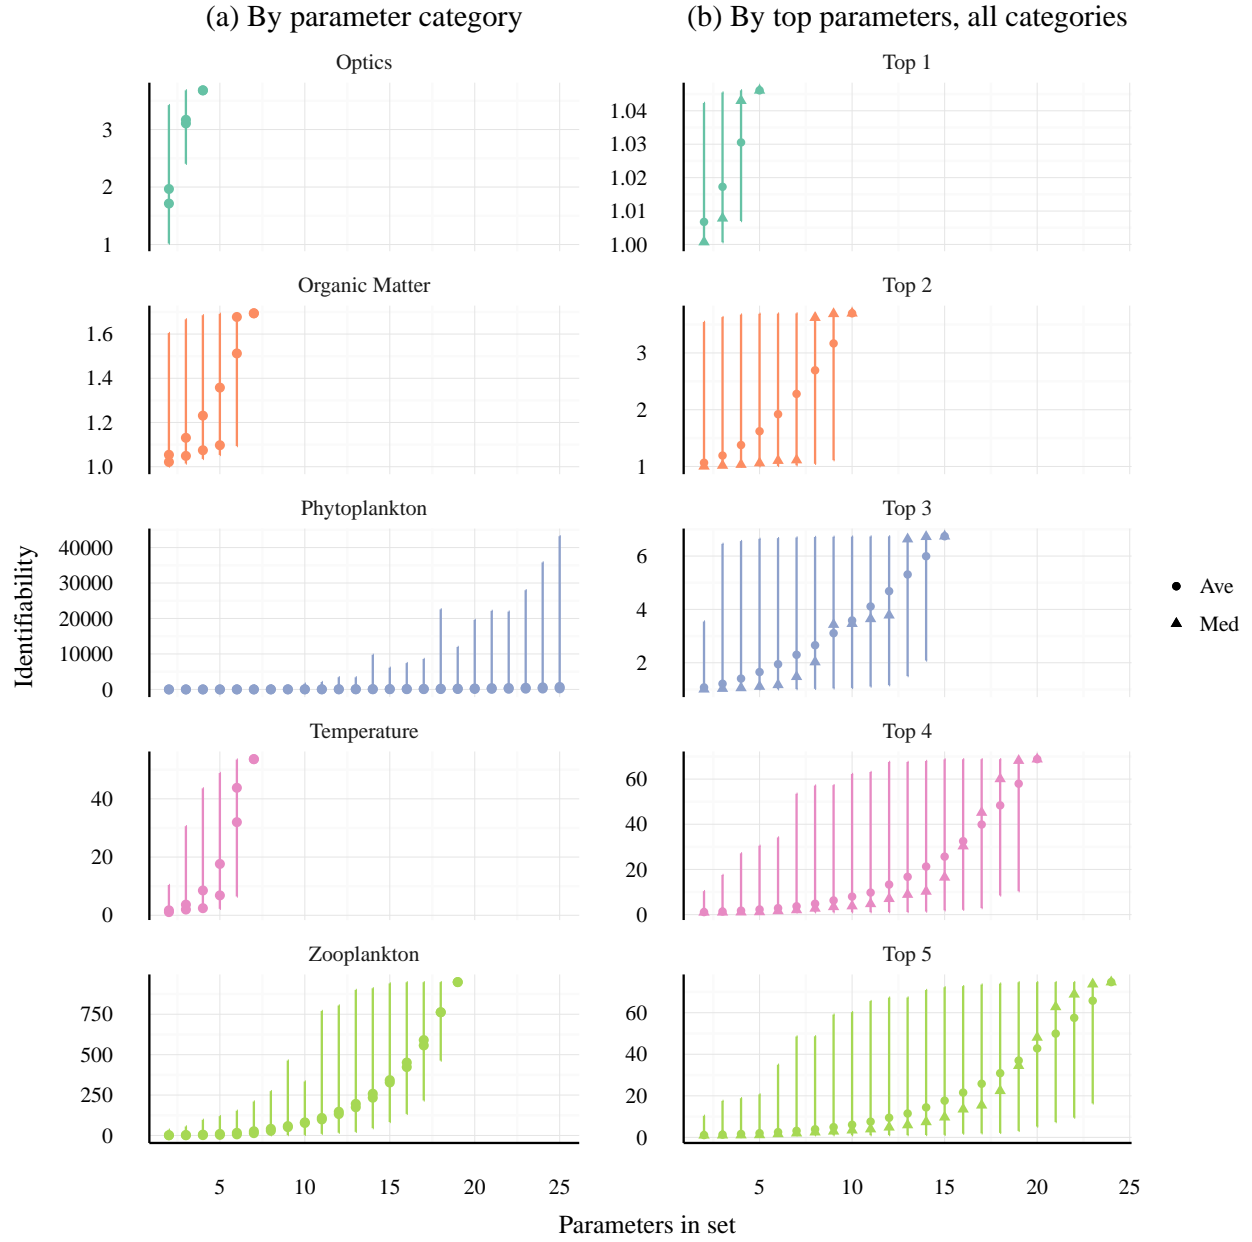 (a) By parameter category
(b) By top parameters, all categories
Optics
3
2
1
Organic Matter
1.6
1.4
1.2
1.0
Phytoplankton
40000
30000
20000
10000
0
Temperature
40
20
0
Zooplankton
750
500
250
0
5 10 15 20 25
Top 1
1.04
1.03
1.02
1.01
1.00
Top 2
3
2
1
Top 3
6
4
2
Top 4
60
40
20
0
Top 5
60
40
20
0
5 10 15 20 25
Identifiability
Parameters in set
Ave
Med